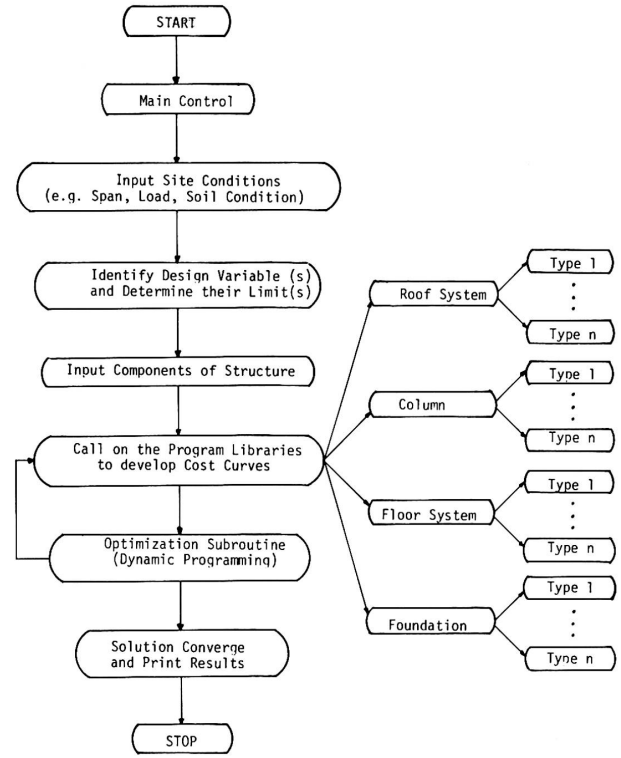 START
Main Control
Input Site Conditions
(e.g. Span, Load, Soil Condition)
Identify Design Variable (s)
and Determine their Limit(s)
Input Components of Structure
Call on the Program Libraries
to develop Cost Curves
Optimization Subroutine
(Dynamic Programming)
Solution Converge
and Print Results
STOP
Roof System
Type 1
Type n
Column
Type 1
Type n
Floor System
Type 1
Type n
Foundation
Type 1
Type n